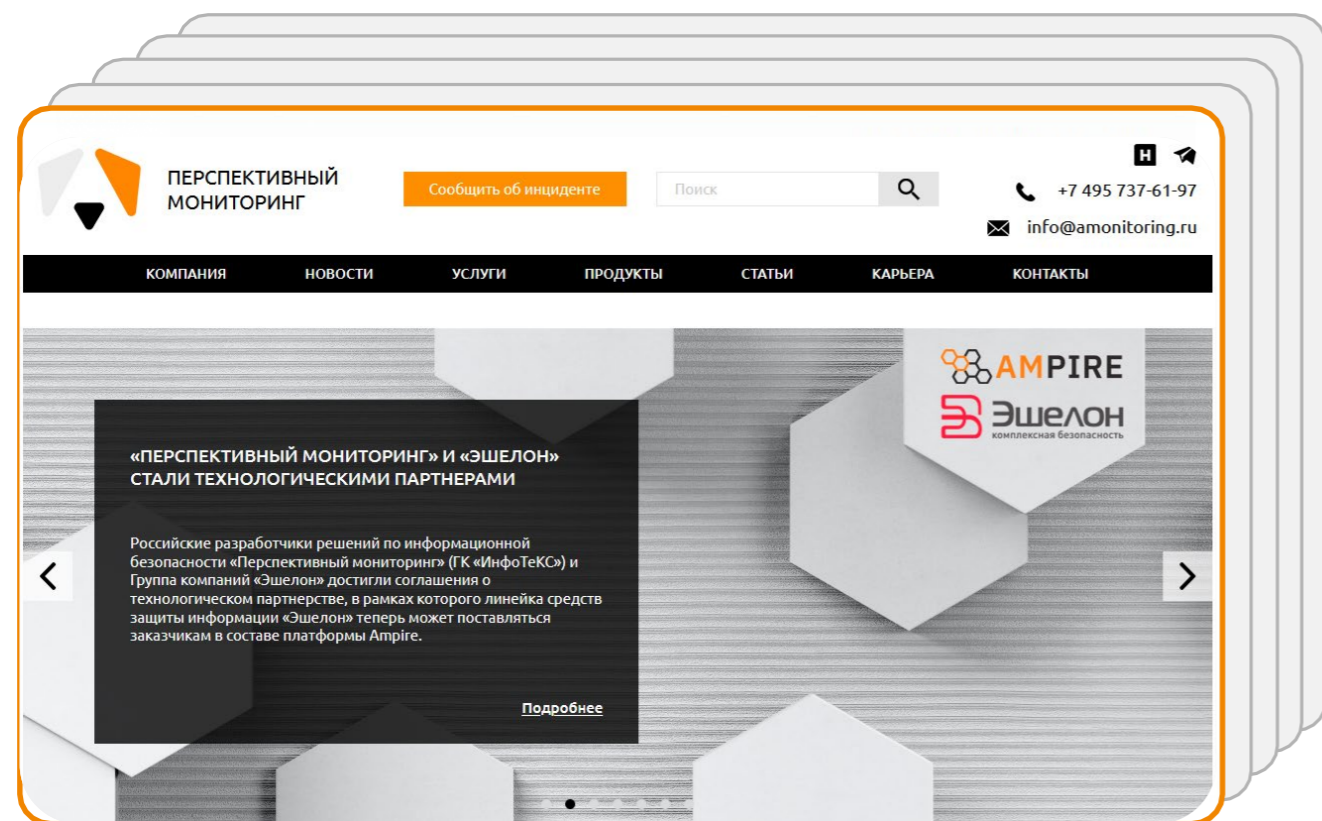 ПЕРСПЕКТИВНЫЙ
МОНИТОРИНГ
Сообщить об инциденте
Поиск
H
+7 495 737-61-97
info@amonitoring.ru
КОМПАНИЯ НОВОСТИ УСЛУГИ ПРОДУКТЫ СТАТЬИ КАРЬЕРА КОНТАКТЫ
AMPIRE
Эшелон
комплексная безопасность
«ПЕРСПЕКТИВНЫЙ МОНИТОРИНГ» И «ЭШЕЛОН»
СТАЛИ ТЕХНОЛОГИЧЕСКИМИ ПАРТНЕРАМИ
Российские разработчики решений по информационной
безопасности «Перспективный мониторинг» (ГК «ИнфоТеКС») и
Группа компаний «Эшелон» достигли соглашения о
технологическом партнерстве, в рамках которого линейка средств
защиты информации «Эшелон» теперь может поставляться
заказчикам в составе платформы Ampire.
Подробнее